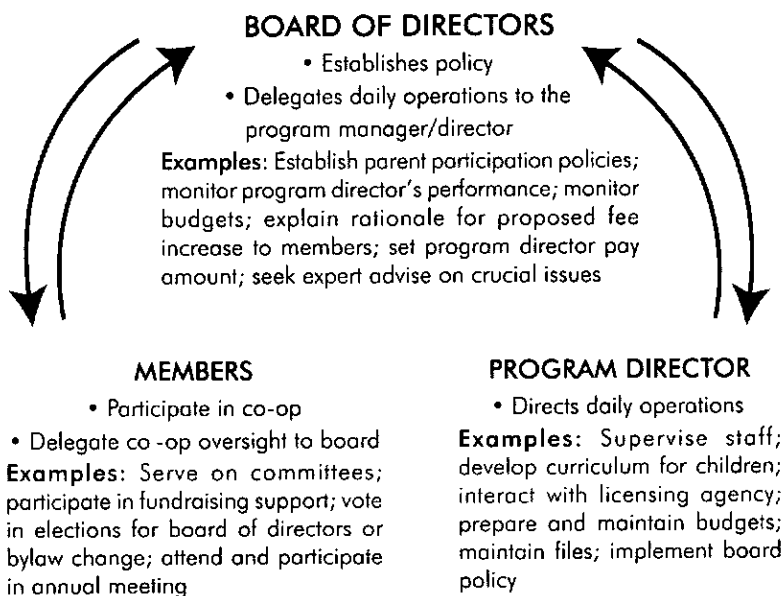 BOARD OF DIRECTORS
• Establishes policy
• Delegates daily operations to the
program manager/director
Examples: Establish parent participation policies;
monitor program director's performance; monitor
budgets; explain rationale for proposed fee
increase to members; set program director pay
amount; seek expert advise on crucial issues
MEMBERS
• Participate in co-op
• Delegate co -op oversight to board
Examples: Serve on committees;
participate in fundraising support; vote
in elections for board of directors or
bylaw change; attend and participate
in annual meeting
PROGRAM DIRECTOR
• Directs daily operations
Examples: Supervise staff;
develop curriculum for children;
interact with licensing agency;
prepare and maintain budgets;
maintain files; implement board
policy